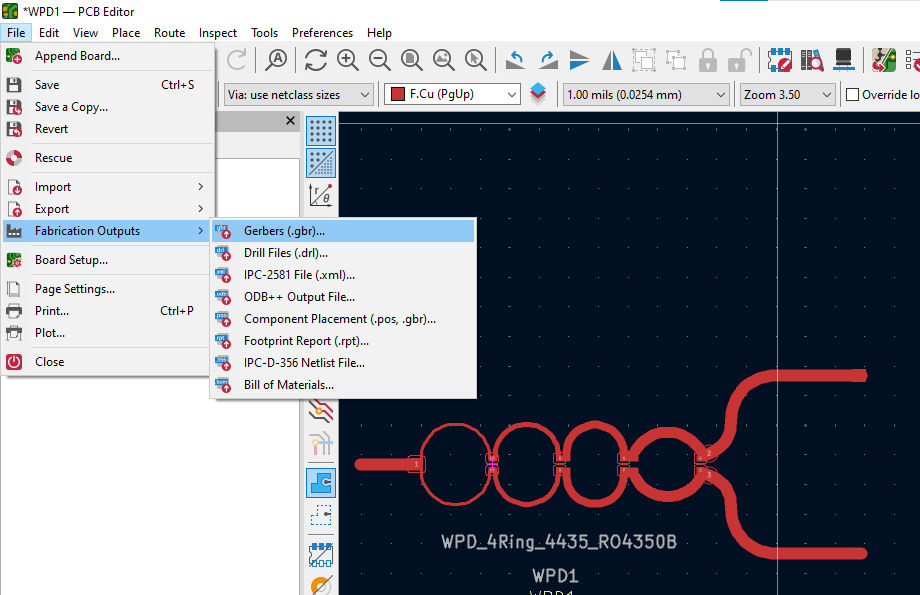 *WPD1 — PCB Editor
File Edit View Place Route Inspect Tools Preferences Help
Append Board...
Save Ctrl+S
Save a Copy...
Revert
Rescue
Import
Export
Fabrication Outputs
Board Setup...
Page Settings...
Print... Ctrl+P
Plot...
Close
Via: use netclass sizes
F.Cu (PgUp)
1.00 mils (0.0254 mm)
Zoom 3.50
Override lo
Gerbers (.gbr)...
Drill Files (.drl)...
IPC-2581 File (.xml)...
ODB++ Output File...
Component Placement (.pos, .gbr)...
Footprint Report (.rpt)...
IPC-D-356 Netlist File...
Bill of Materials...
1
2
3
WPD_4Ring_4435_RO4350B
WPD1
WPD1